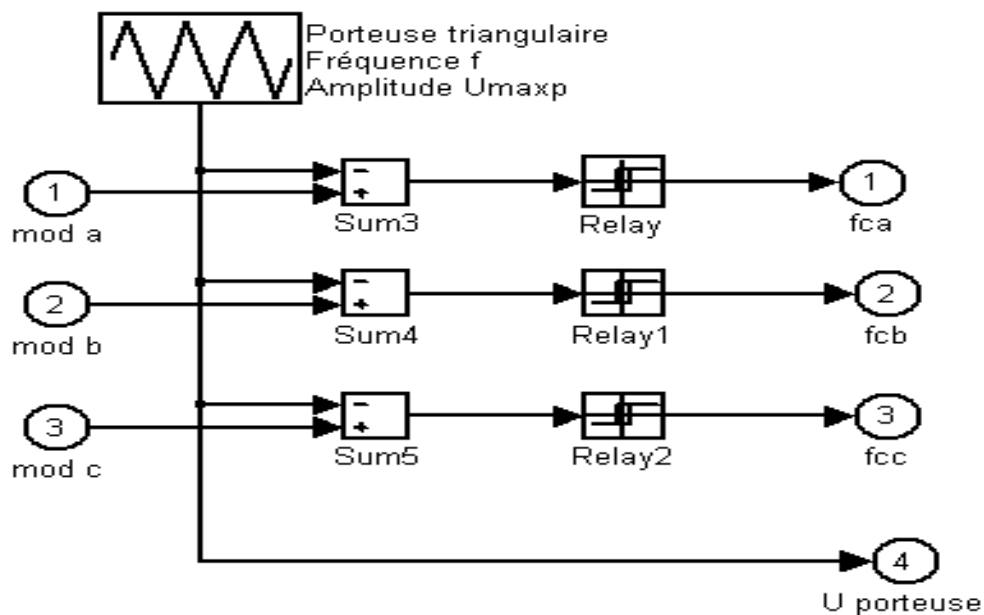 Porteuse triangulaire
Fréquence f
Amplitude Umaxp
1
mod a
-
+
Sum3
Relay
1
fca
2
mod b
-
+
Sum4
Relay1
2
fcb
3
mod c
-
+
Sum5
Relay2
3
fcc
4
U porteuse